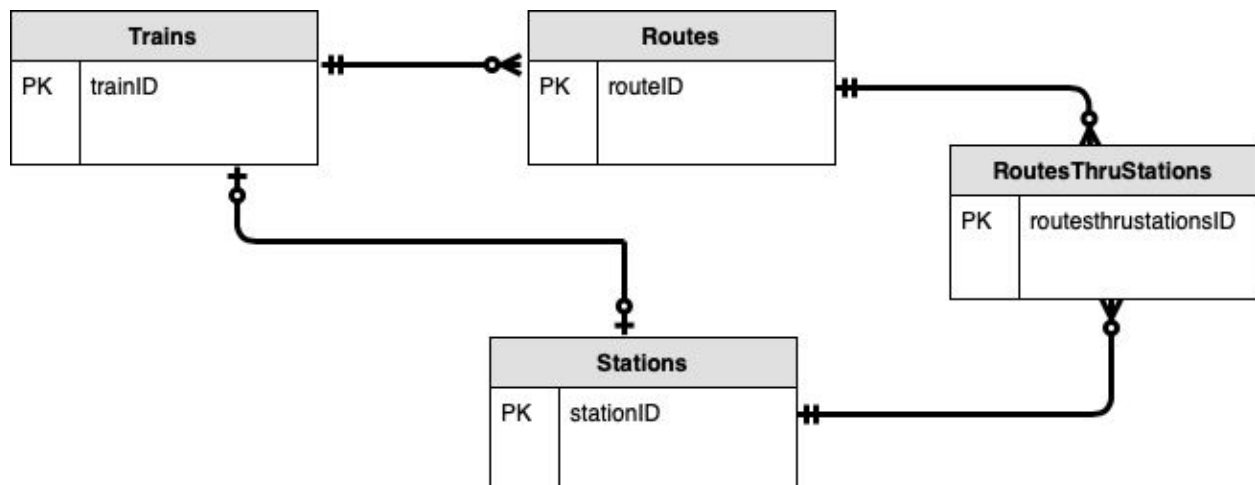 Trains
PK trainID
Routes
PK routeID
RoutesThruStations
PK routesthrustationsID
Stations
PK stationID